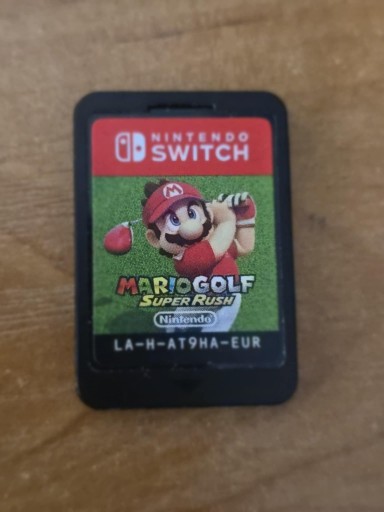 NINTENDO
SWITCH
M
MARIO GOLF
SUPER RUSH
Nintendo
LA-H-AT9HA-EUR